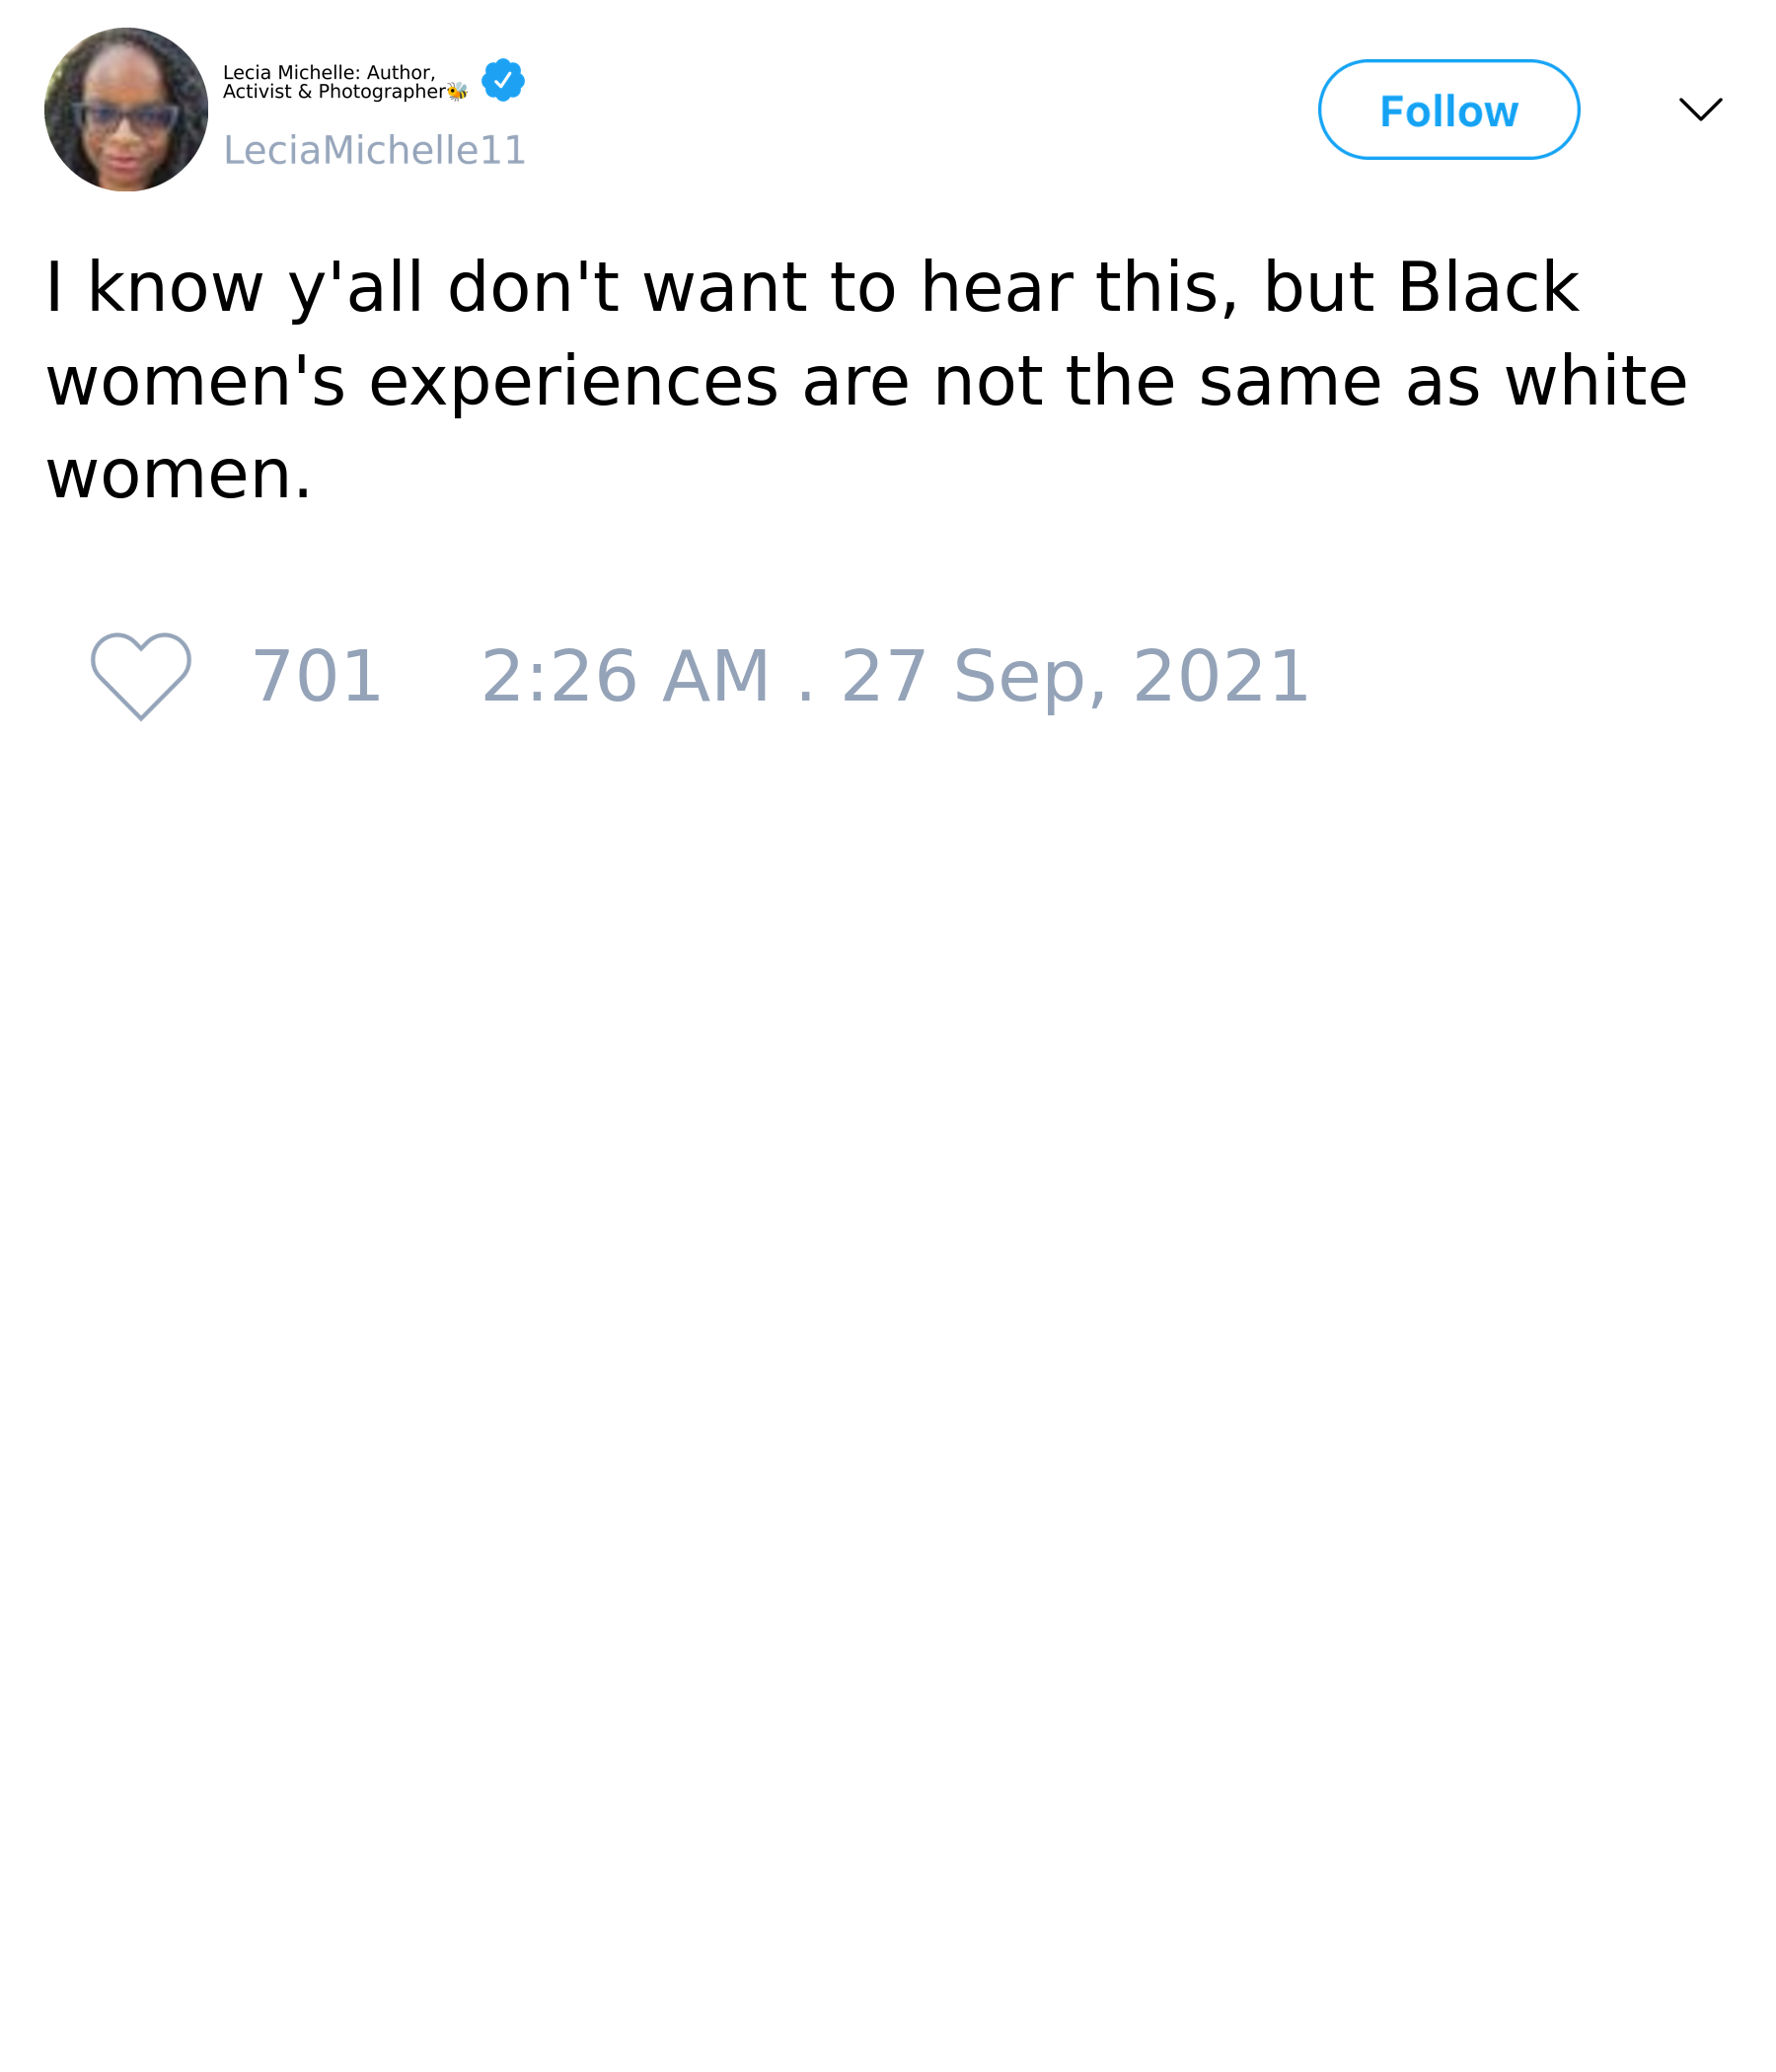 Lecia Michelle: Author,
Activist & Photographer🐝
LeciaMichelle11
Follow
I know y'all don't want to hear this, but Black
women's experiences are not the same as white
women.
701 2:26 AM . 27 Sep, 2021